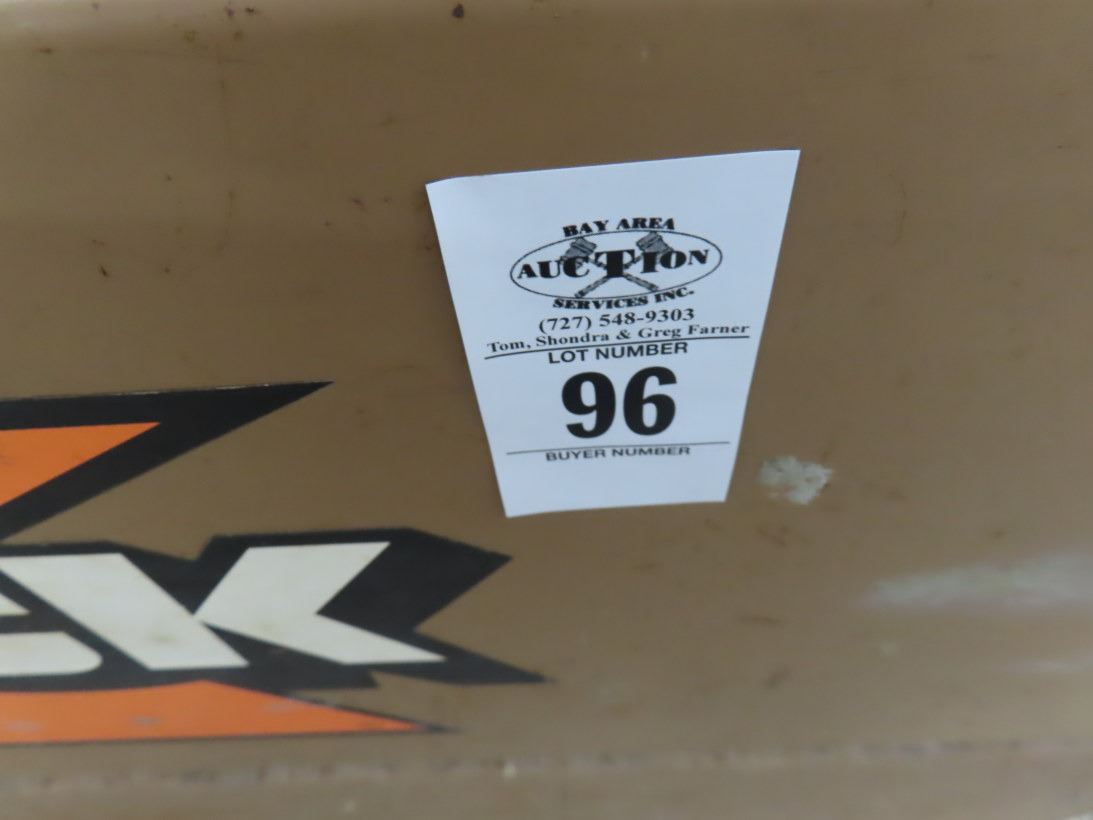 BAY AREA
AUCTION
SERVICES INC.
(727) 548-9303
Tom, Shondra & Greg Farner
LOT NUMBER
96
BUYER NUMBER